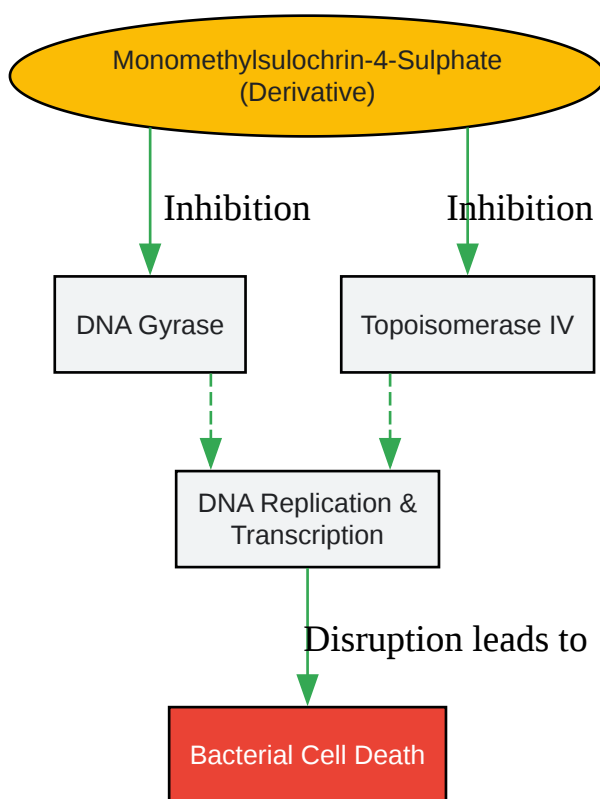 Monomethylsulochrin-4-Sulphate
(Derivative)
Inhibition
Inhibition
DNA Gyrase
Topoisomerase IV
DNA Replication &
Transcription
Disruption leads to
Bacterial Cell Death